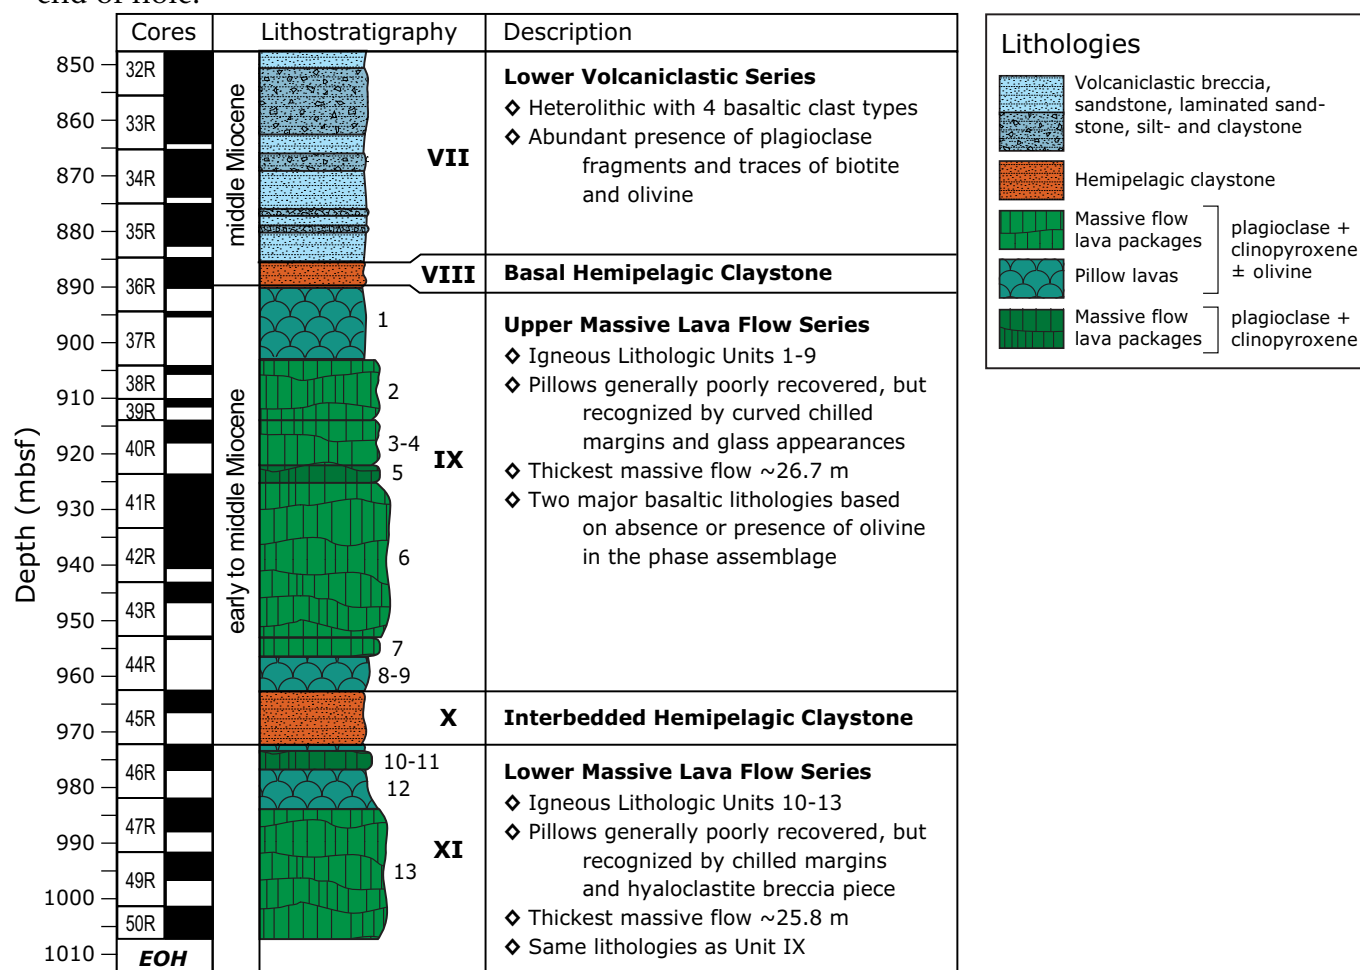 end of hole.
Cores
Lithostratigraphy
Description
Depth (mbsf)
850
860
870
880
890
900
910
920
930
940
950
960
970
980
990
1000
1010
32R
33R
34R
35R
36R
37R
38R
39R
40R
41R
42R
43R
44R
45R
46R
47R
49R
50R
EOH
middle Miocene
early to middle Miocene
1
2
3-4
5
6
7
8-9
10-11
12
13
VII
VIII
IX
X
XI
Lower Volcaniclastic Series
◇ Heterolithic with 4 basaltic clast types
◇ Abundant presence of plagioclase
fragments and traces of biotite
and olivine
Basal Hemipelagic Claystone
Upper Massive Lava Flow Series
◇ Igneous Lithologic Units 1-9
◇ Pillows generally poorly recovered, but
recognized by curved chilled
margins and glass appearances
◇ Thickest massive flow ~26.7 m
◇ Two major basaltic lithologies based
on absence or presence of olivine
in the phase assemblage
Interbedded Hemipelagic Claystone
Lower Massive Lava Flow Series
◇ Igneous Lithologic Units 10-13
◇ Pillows generally poorly recovered, but
recognized by chilled margins
and hyaloclastite breccia piece
◇ Thickest massive flow ~25.8 m
◇ Same lithologies as Unit IX
Lithologies
Volcaniclastic breccia,
sandstone, laminated sand-
stone, silt- and claystone
Hemipelagic claystone
Massive flow
lava packages
Pillow lavas
plagioclase +
clinopyroxene
± olivine
Massive flow
lava packages
plagioclase +
clinopyroxene